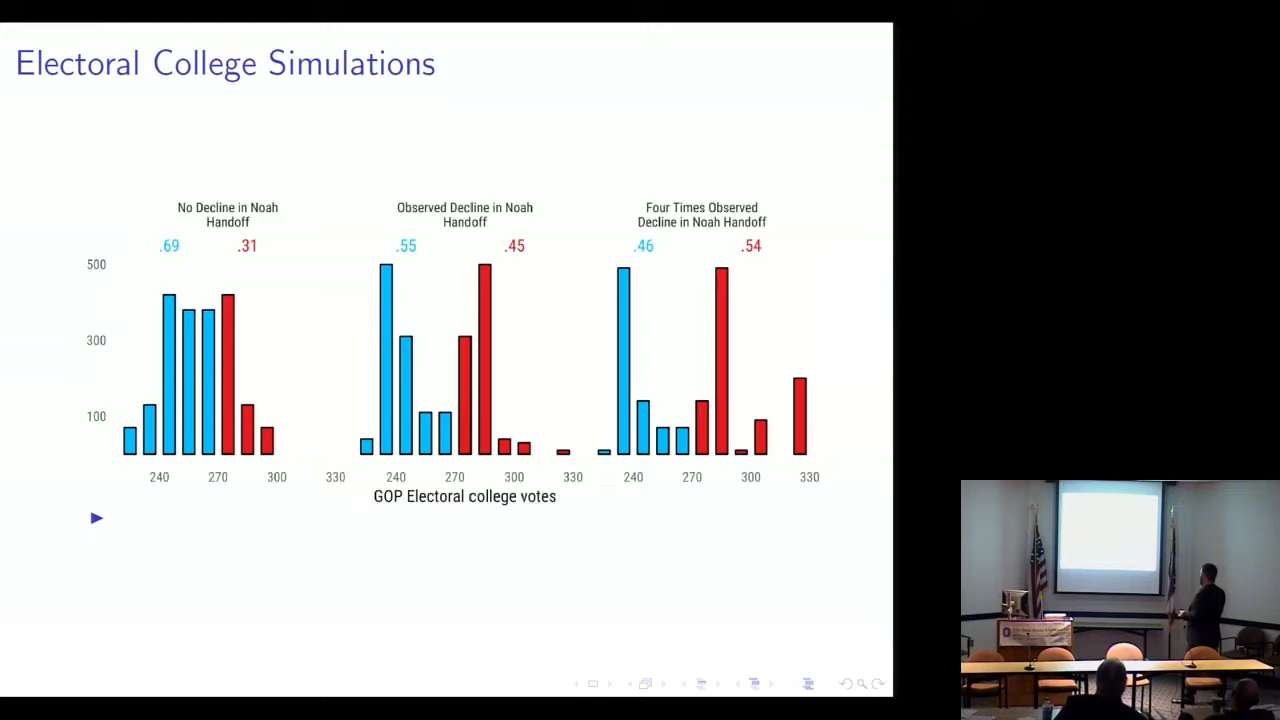 Electoral College Simulations
No Decline in Noah
Handoff
.69 .31
Observed Decline in Noah
Handoff
.55 .45
Four Times Observed
Decline in Noah Handoff
.46 .54
500
300
100
240 270 300 330
240 270 300 330
240 270 300 330
GOP Electoral college votes